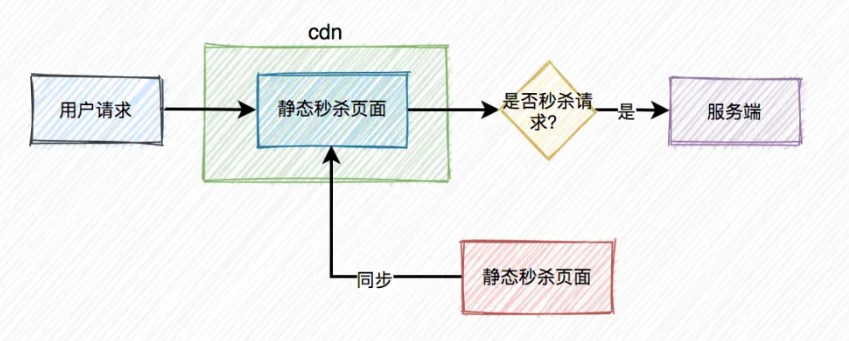 cdn
用户请求
静态秒杀页面
是否秒杀请
求?
是
服务端
同步
静态秒杀页面